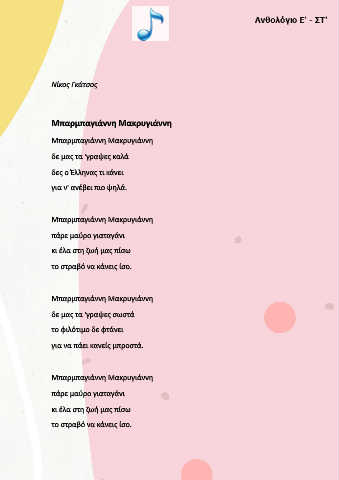 Ανθολόγιο Ε' - ΣΤ'
Νίκος Γκάτσος
Μπαρμπαγιάννη Μακρυγιάννη
Μπαρμπαγιάννη Μακρυγιάννη
δε μας τα 'γραψες καλά
δες ο Έλληνας τι κάνει
για ν' ανέβει πιο ψηλά.
Μπαρμπαγιάννη Μακρυγιάννη
πάρε μαύρο γιαταγάνι
κι έλα στη ζωή μας πίσω
το στραβό να κάνεις ίσο.
Μπαρμπαγιάννη Μακρυγιάννη
δε μας τα 'γραψες σωστά
το φιλότιμο δε φτάνει
για να πάει κανείς μπροστά.
Μπαρμπαγιάννη Μακρυγιάννη
πάρε μαύρο γιαταγάνι
κι έλα στη ζωή μας πίσω
το στραβό να κάνεις ίσο.